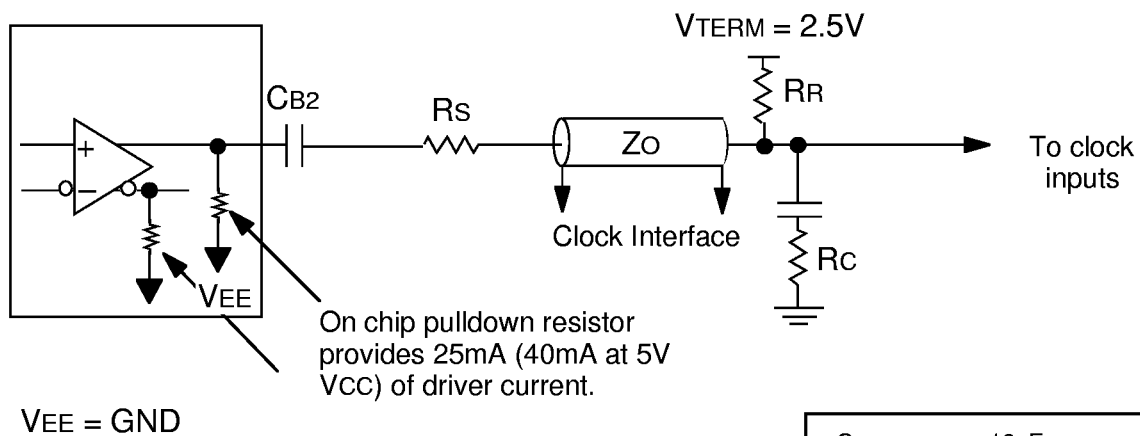 VTERM = 2.5V
CB2
RS
RR
+
−
ZO
To clock
inputs
Clock Interface
RC
VEE
On chip pulldown resistor
provides 25mA (40mA at 5V
VCC) of driver current.
VEE = GND